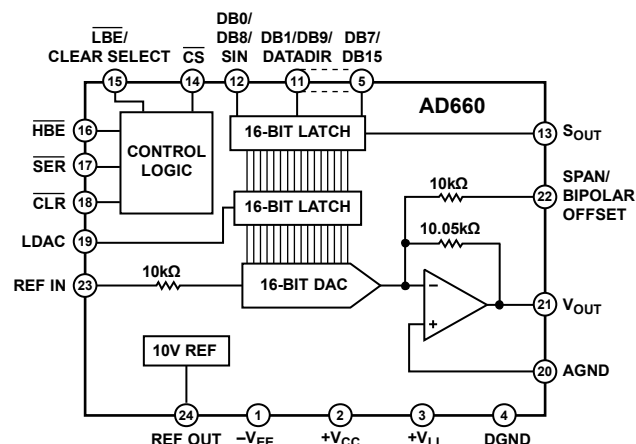 LBE/
CLEAR SELECT
CS
DB0/
DB8/
SIN
DB1/DB9/
DATADIR
DB7/
DB15
15
14
12
11
5
AD660
HBE
16
SER
17
CLR
18
LDAC
19
REF IN
23
CONTROL
LOGIC
16-BIT LATCH
16-BIT LATCH
10kΩ
16-BIT DAC
13
SOUT
10kΩ
22
SPAN/
BIPOLAR
OFFSET
10.05kΩ
−
+
21
VOUT
20
AGND
10V REF
24
1
2
3
4
REF OUT
−VEE
+VCC
+VLL
DGND